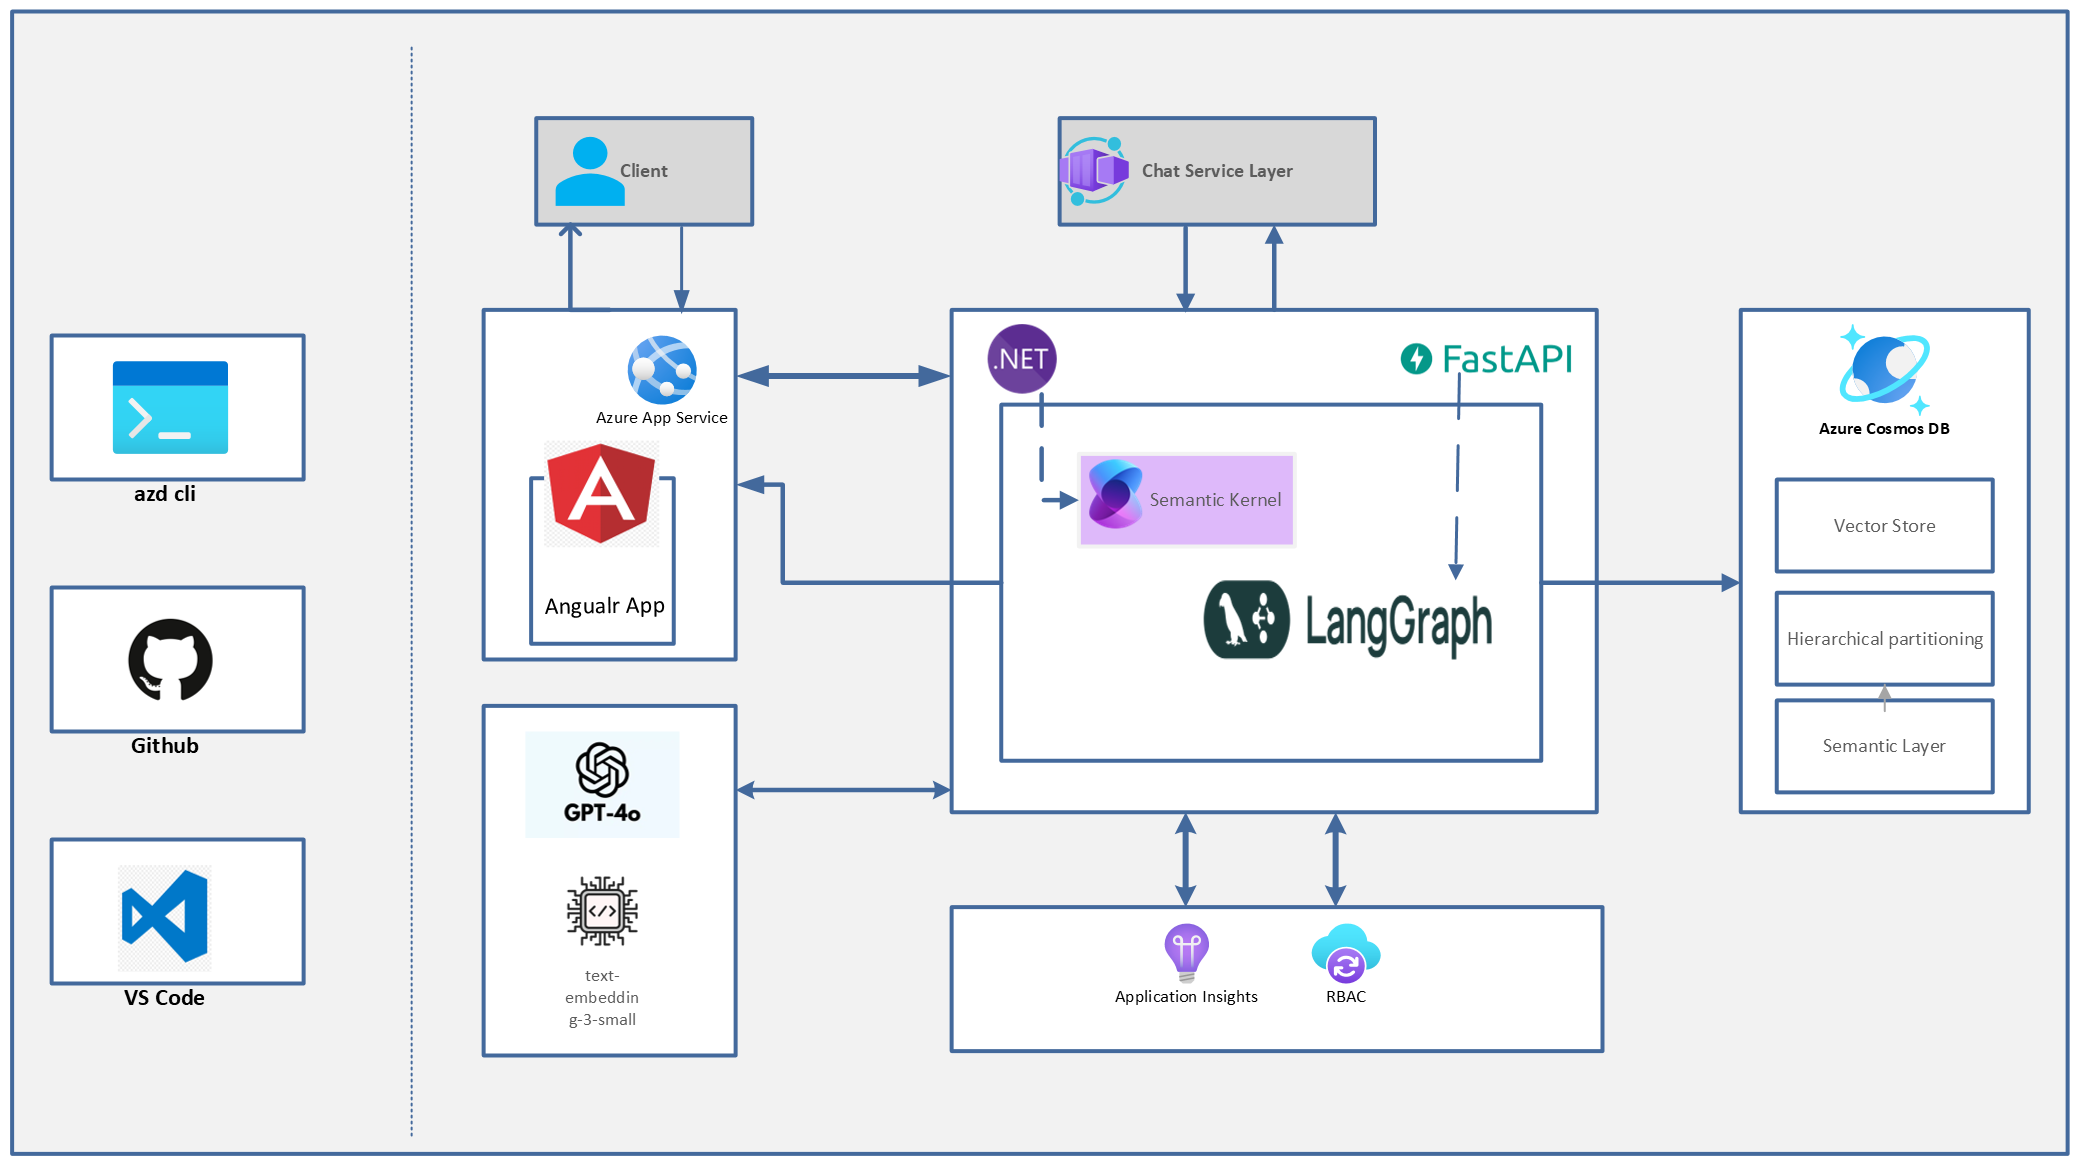 azd cli
Github
VS Code
Client
Azure App Service
Angualr App
GPT-4o
text-
embeddin
g-3-small
Chat Service Layer
.NET
FastAPI
Semantic Kernel
LangGraph
Application Insights
RBAC
Azure Cosmos DB
Vector Store
Hierarchical partitioning
Semantic Layer